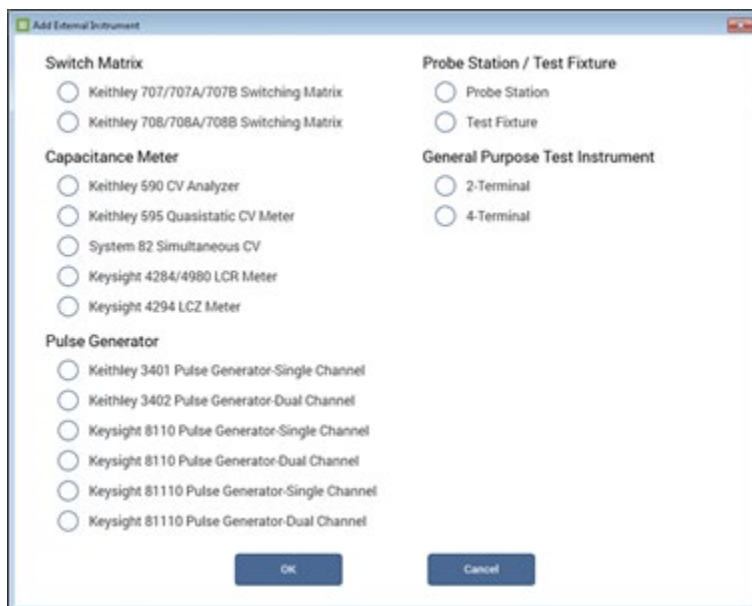 Add External Instrument
Switch Matrix
Keithley 707/707A/707B Switching Matrix
Keithley 708/708A/708B Switching Matrix
Capacitance Meter
Keithley 590 CV Analyzer
Keithley 595 Quasistatic CV Meter
System 82 Simultaneous CV
Keysight 4284/4980 LCR Meter
Keysight 4294 LCZ Meter
Pulse Generator
Keithley 3401 Pulse Generator-Single Channel
Keithley 3402 Pulse Generator-Dual Channel
Keysight 8110 Pulse Generator-Single Channel
Keysight 8110 Pulse Generator-Dual Channel
Keysight 81110 Pulse Generator-Single Channel
Keysight 81110 Pulse Generator-Dual Channel
Probe Station / Test Fixture
Probe Station
Test Fixture
General Purpose Test Instrument
2-Terminal
4-Terminal
OK
Cancel